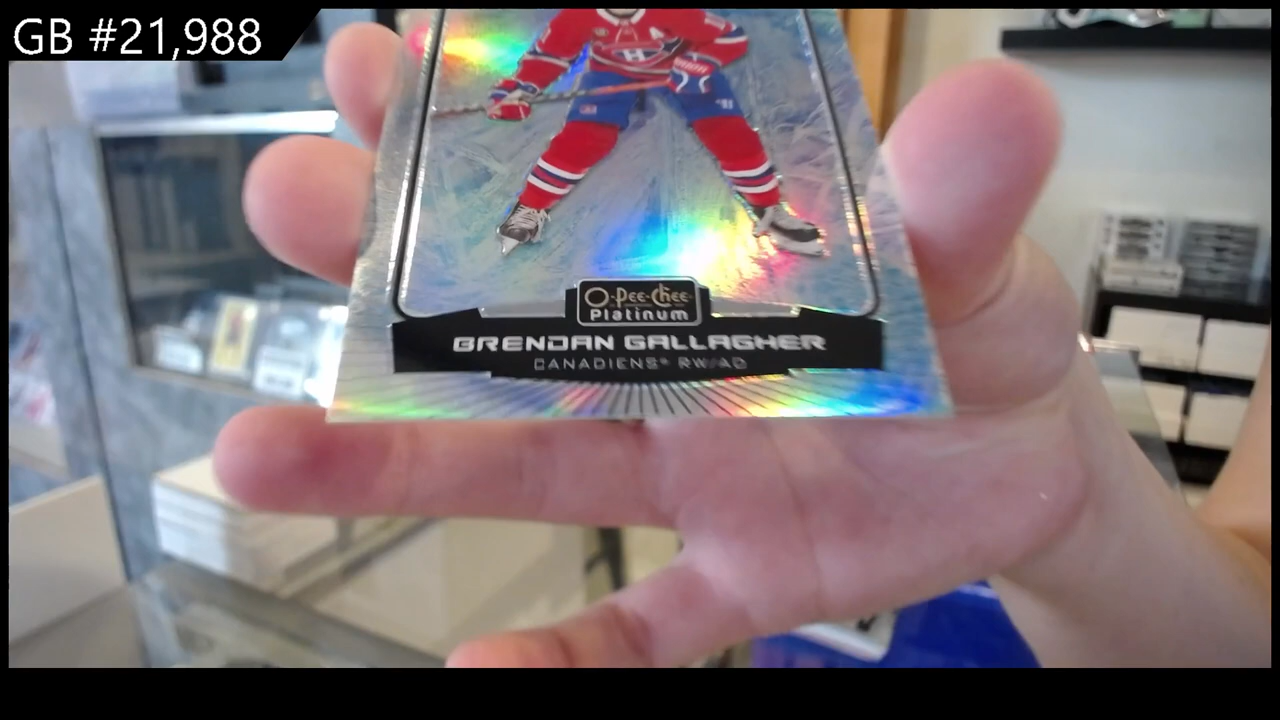 GB #21,988
O-Pee-Chee
Platinum
BRENDAN GALLAGHER
CANADIENS® RW/AD